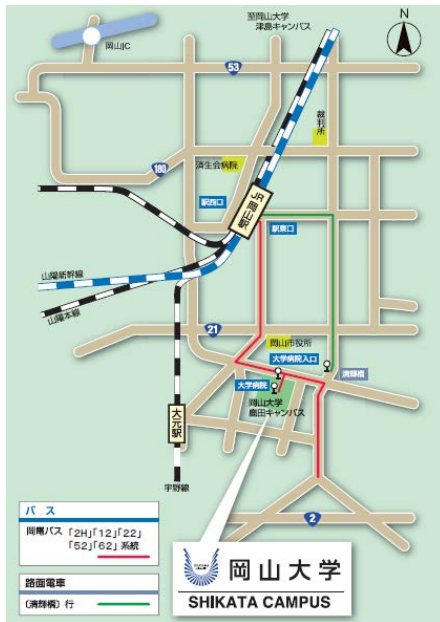 至岡山大学
津島キャンパス
N
岡山IC
53
裁判所
180
済生会病院
駅西口
JR岡山駅
駅東口
山陽新幹線
山陽本線
21
岡山市役所
大学病院入口
清輝橋
大学病院
岡山大学
鹿田キャンパス
大元駅
宇野線
バス
岡電バス「2H」「12」「22」
「52」「62」系統
2
路面電車
〔清輝橋〕行
岡山大学
SHIKATA CAMPUS